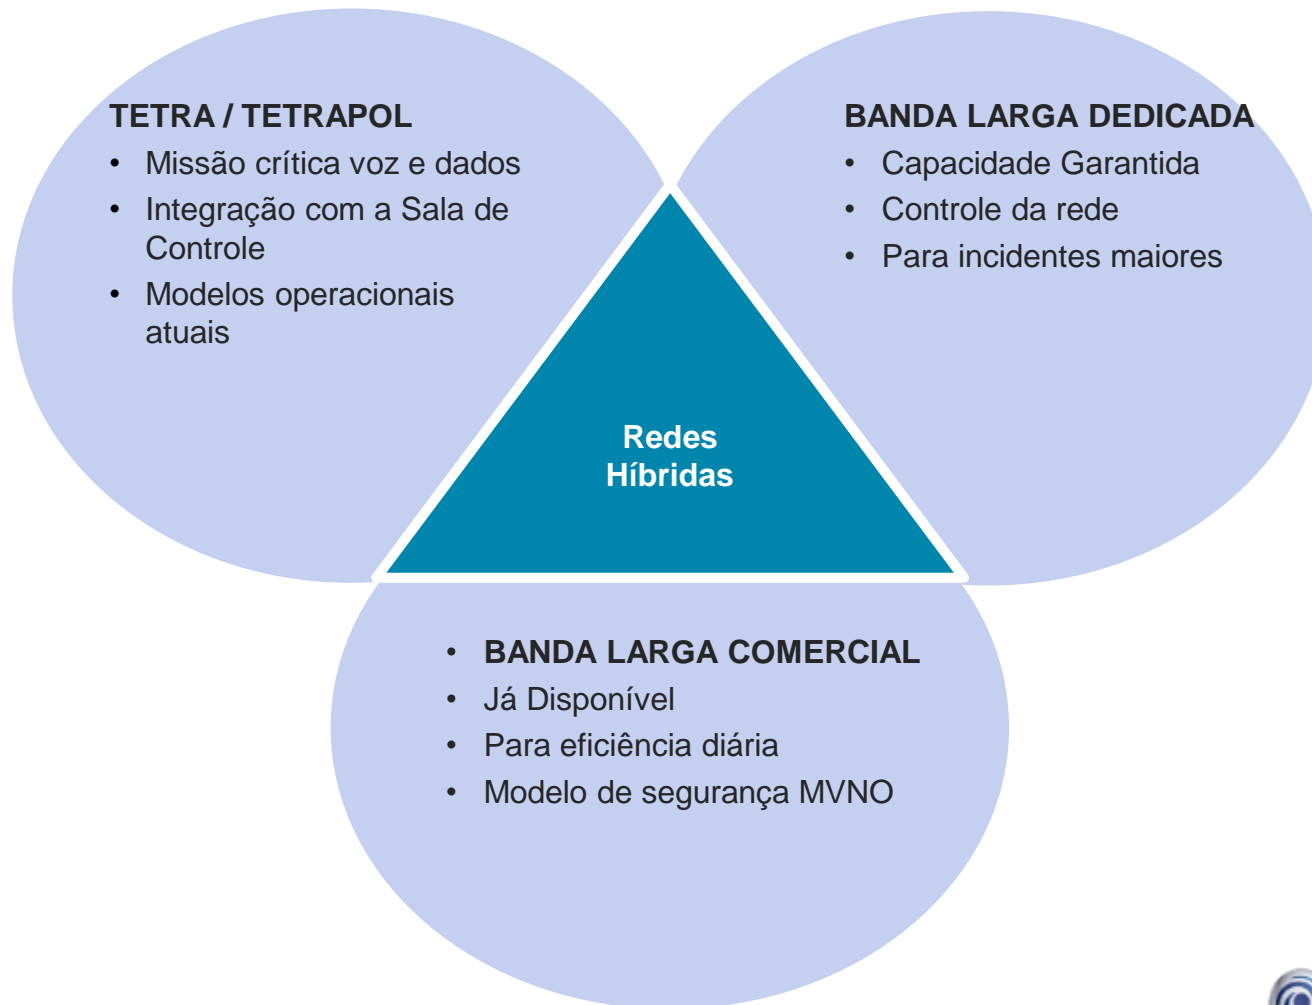 TETRA / TETRAPOL
• Missão crítica voz e dados
• Integração com a Sala de
Controle
• Modelos operacionais
atuais
BANDA LARGA DEDICADA
• Capacidade Garantida
• Controle da rede
• Para incidentes maiores
Redes
Híbridas
• BANDA LARGA COMERCIAL
• Já Disponível
• Para eficiência diária
• Modelo de segurança MVNO